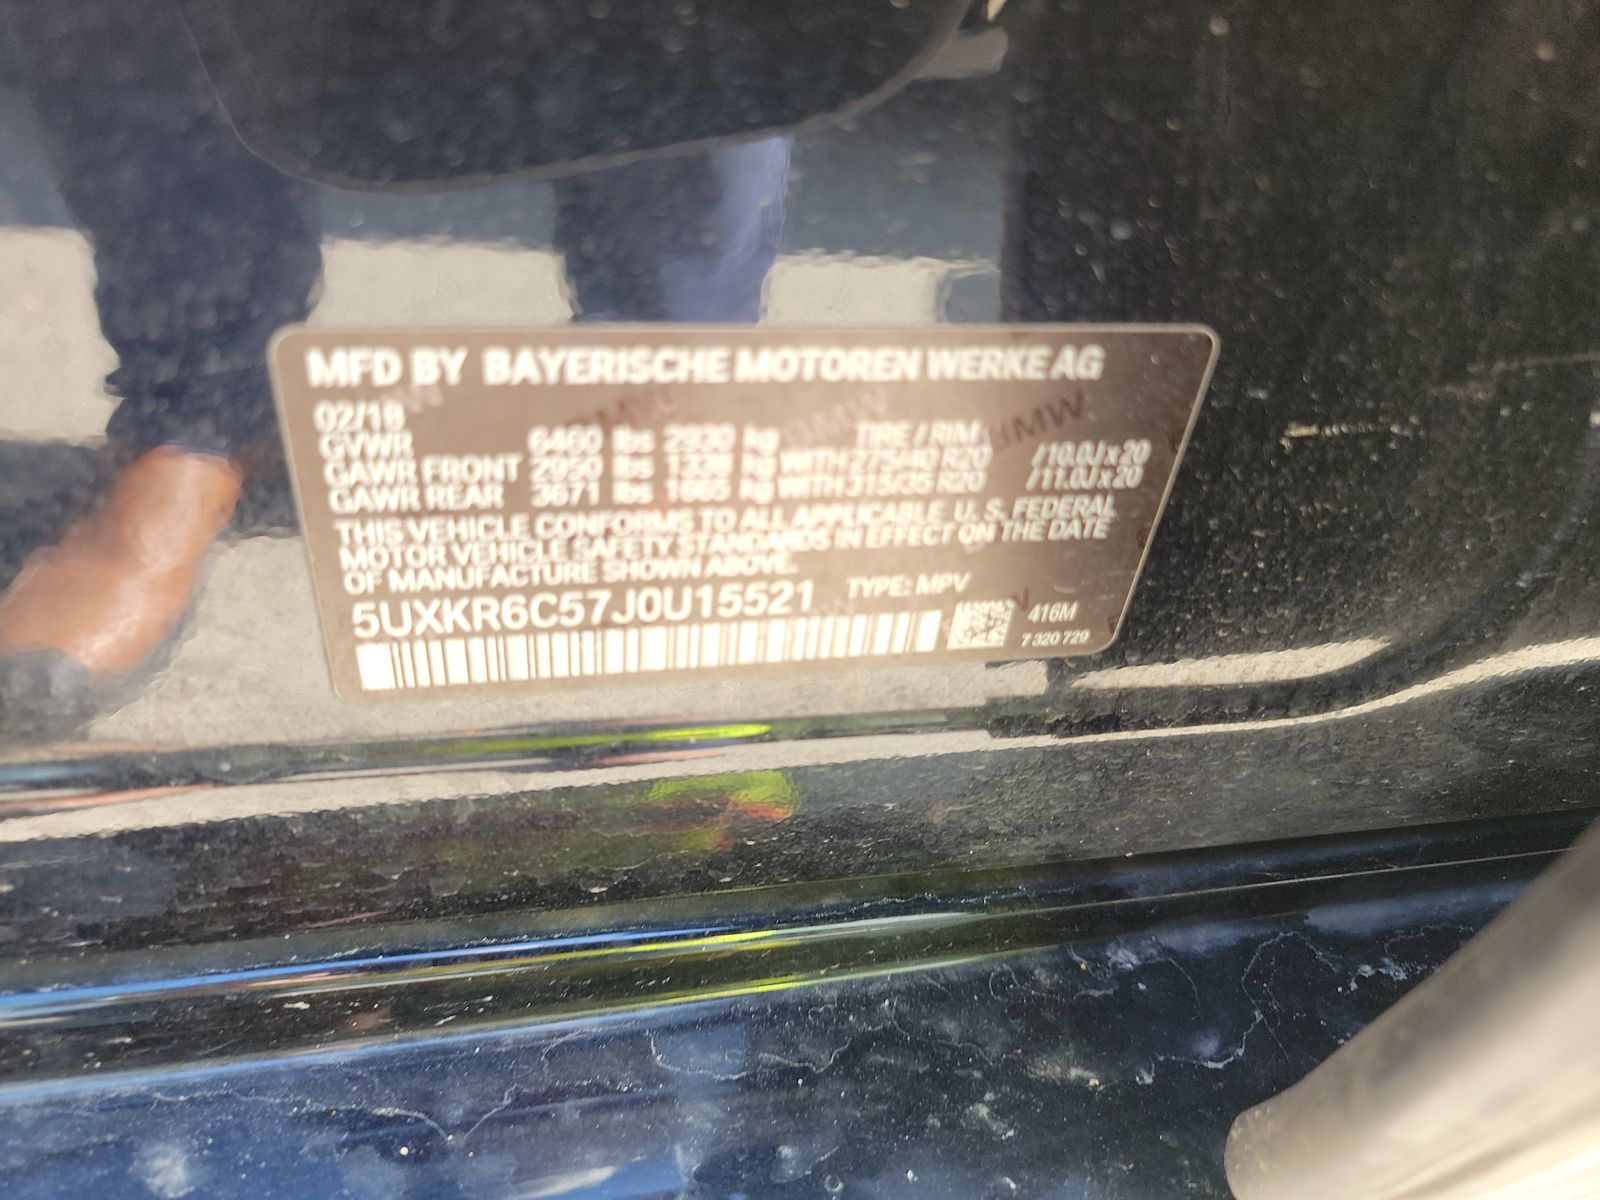 MFD BY BAYERISCHE MOTOREN WERKE AG
02/18
GVWR 6460 lbs 2930 kg TIRE / RIM
GAWR FRONT 2950 lbs 1338 kg WITH 275/40 R20 /10.0J x 20
GAWR REAR 3671 lbs 1665 kg WITH 315/35 R20 /11.0J x 20
THIS VEHICLE CONFORMS TO ALL APPLICABLE U.S. FEDERAL
MOTOR VEHICLE SAFETY STANDARDS IN EFFECT ON THE DATE
OF MANUFACTURE SHOWN ABOVE.
5UXKR6C57J0U15521 TYPE: MPV
416M
7 320 729
BMW